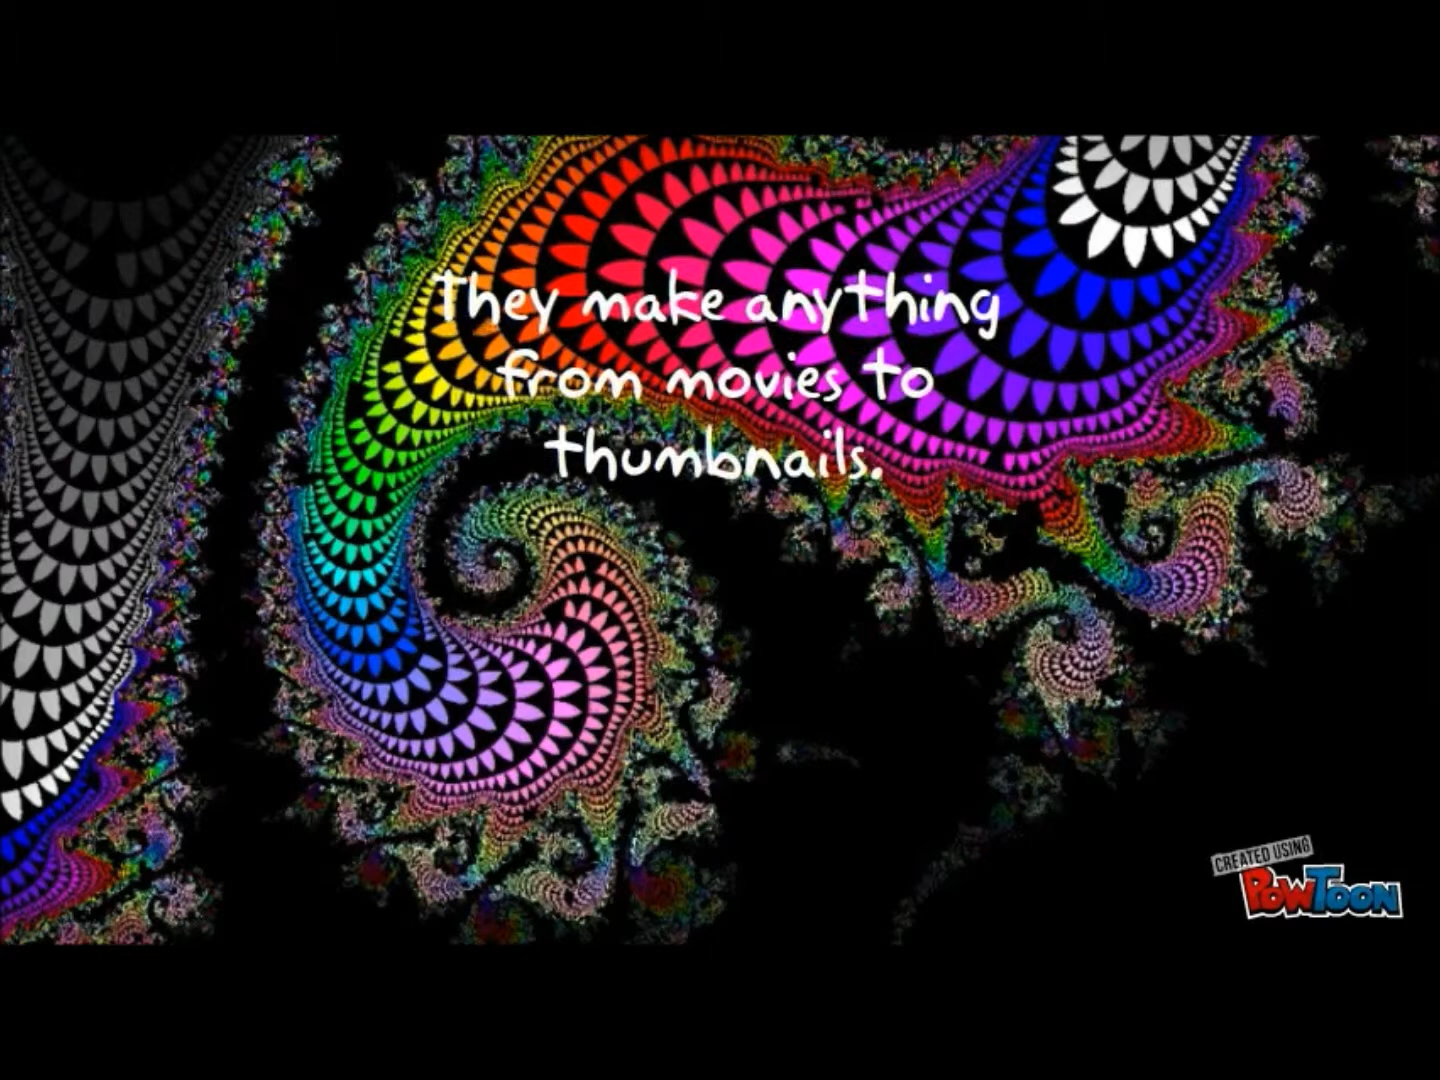 They make anything
from movies to
thumbnails.
CREATED USING
POWTOON